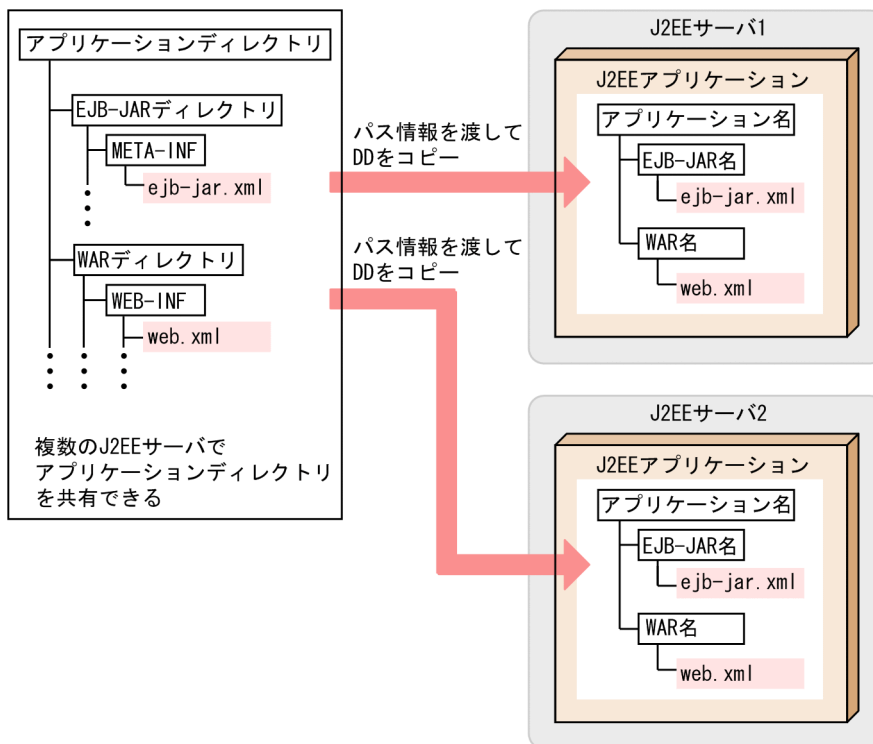 アプリケーションディレクトリ
EJB-JARディレクトリ
META-INF
ejb-jar.xml
WARディレクトリ
WEB-INF
web.xml
複数のJ2EEサーバで
アプリケーションディレクトリ
を共有できる
パス情報を渡して
DDをコピー
パス情報を渡して
DDをコピー
J2EEサーバ1
J2EEアプリケーション
アプリケーション名
EJB-JAR名
ejb-jar.xml
WAR名
web.xml
J2EEサーバ2
J2EEアプリケーション
アプリケーション名
EJB-JAR名
ejb-jar.xml
WAR名
web.xml